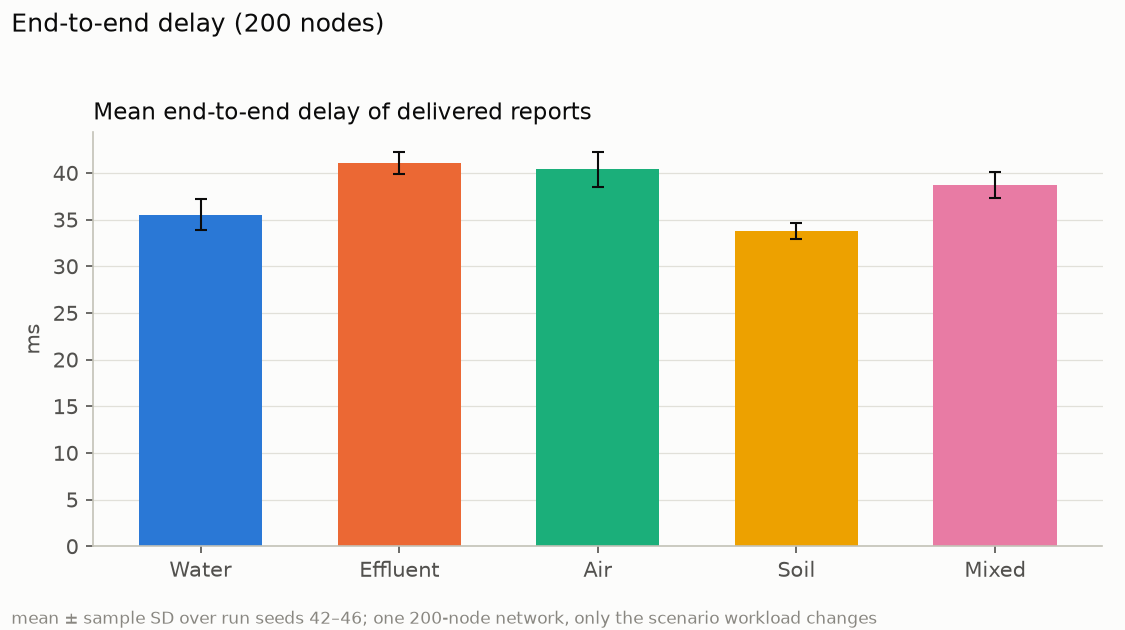 End-to-end delay (200 nodes)
Mean end-to-end delay of delivered reports
40
35
30
25
20
15
10
5
0
ms
Water Effluent Air Soil Mixed
mean ± sample SD over run seeds 42–46; one 200-node network, only the scenario workload changes